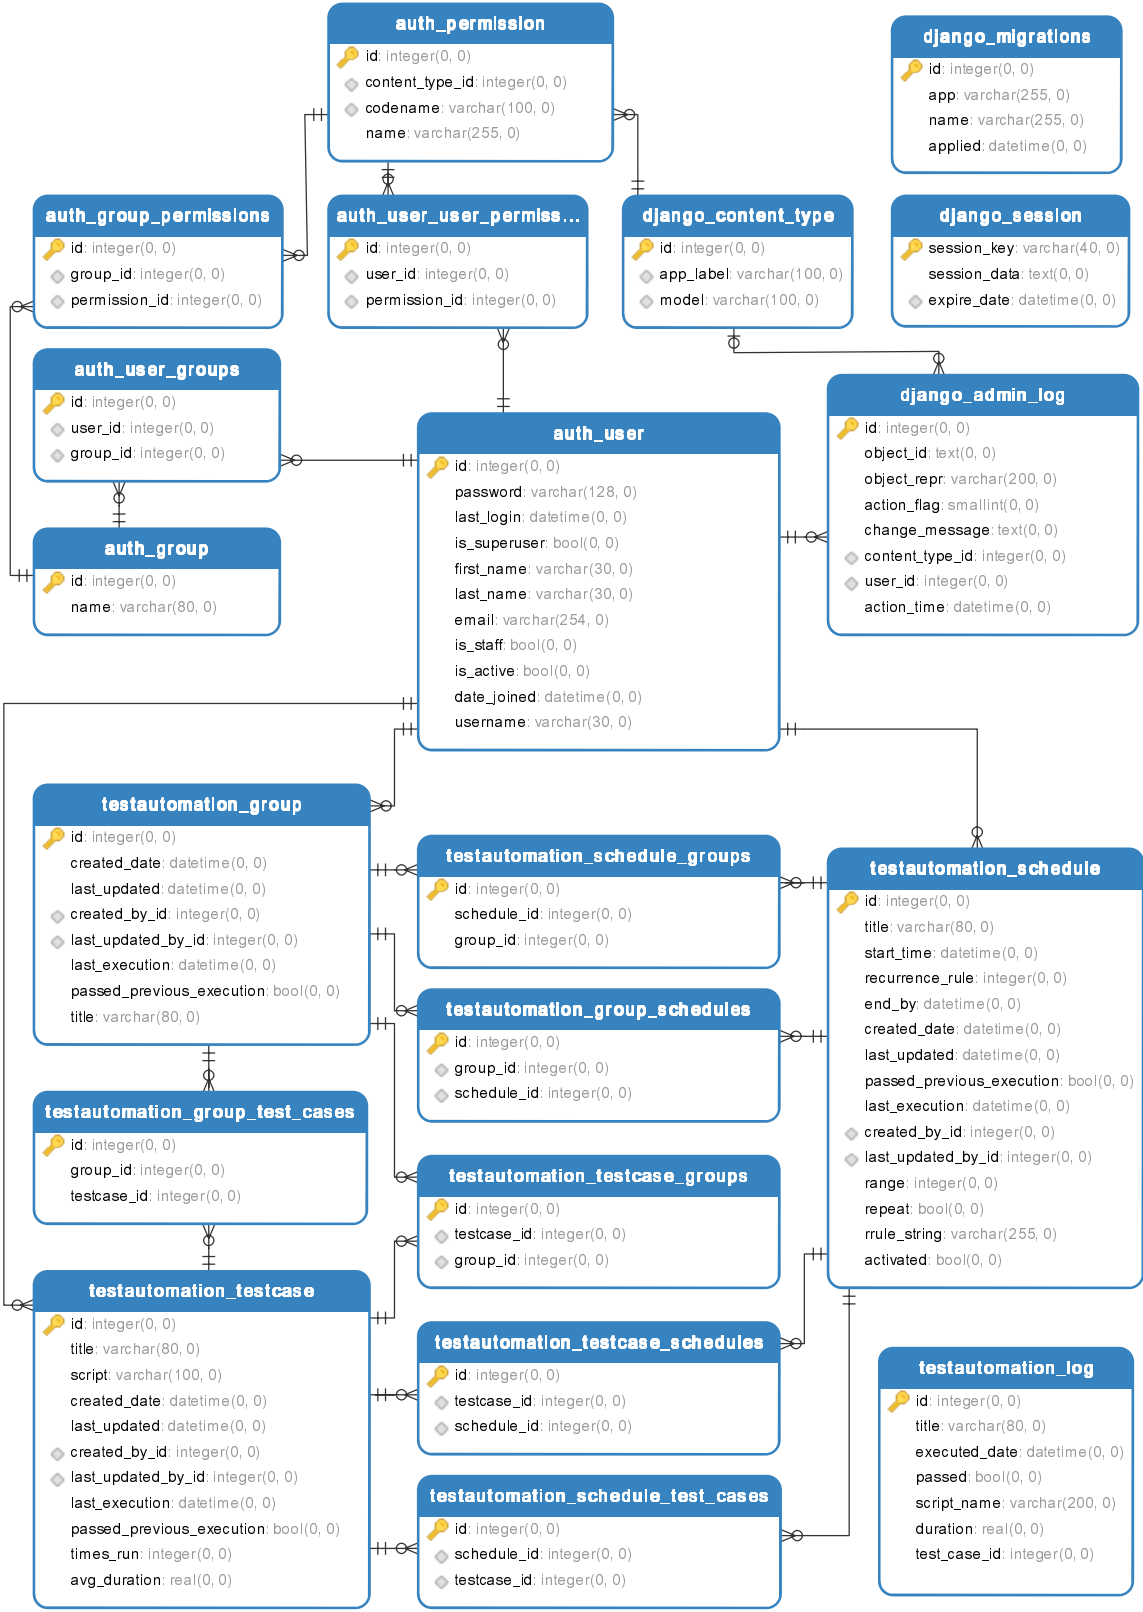 auth_permission
id: integer(0, 0)
content_type_id: integer(0, 0)
codename: varchar(100, 0)
name: varchar(255, 0)
django_migrations
id: integer(0, 0)
app: varchar(255, 0)
name: varchar(255, 0)
applied: datetime(0, 0)
auth_group_permissions
id: integer(0, 0)
group_id: integer(0, 0)
permission_id: integer(0, 0)
auth_user_user_permiss...
id: integer(0, 0)
user_id: integer(0, 0)
permission_id: integer(0, 0)
django_content_type
id: integer(0, 0)
app_label: varchar(100, 0)
model: varchar(100, 0)
django_session
session_key: varchar(40, 0)
session_data: text(0, 0)
expire_date: datetime(0, 0)
auth_user_groups
id: integer(0, 0)
user_id: integer(0, 0)
group_id: integer(0, 0)
auth_group
id: integer(0, 0)
name: varchar(80, 0)
auth_user
id: integer(0, 0)
password: varchar(128, 0)
last_login: datetime(0, 0)
is_superuser: bool(0, 0)
first_name: varchar(30, 0)
last_name: varchar(30, 0)
email: varchar(254, 0)
is_staff: bool(0, 0)
is_active: bool(0, 0)
date_joined: datetime(0, 0)
username: varchar(30, 0)
django_admin_log
id: integer(0, 0)
object_id: text(0, 0)
object_repr: varchar(200, 0)
action_flag: smallint(0, 0)
change_message: text(0, 0)
content_type_id: integer(0, 0)
user_id: integer(0, 0)
action_time: datetime(0, 0)
testautomation_group
id: integer(0, 0)
created_date: datetime(0, 0)
last_updated: datetime(0, 0)
created_by_id: integer(0, 0)
last_updated_by_id: integer(0, 0)
last_execution: datetime(0, 0)
passed_previous_execution: bool(0, 0)
title: varchar(80, 0)
testautomation_schedule_groups
id: integer(0, 0)
schedule_id: integer(0, 0)
group_id: integer(0, 0)
testautomation_schedule
id: integer(0, 0)
title: varchar(80, 0)
start_time: datetime(0, 0)
recurrence_rule: integer(0, 0)
end_by: datetime(0, 0)
created_date: datetime(0, 0)
last_updated: datetime(0, 0)
passed_previous_execution: bool(0, 0)
last_execution: datetime(0, 0)
created_by_id: integer(0, 0)
last_updated_by_id: integer(0, 0)
range: integer(0, 0)
repeat: bool(0, 0)
rrule_string: varchar(255, 0)
activated: bool(0, 0)
testautomation_group_schedules
id: integer(0, 0)
group_id: integer(0, 0)
schedule_id: integer(0, 0)
testautomation_group_test_cases
id: integer(0, 0)
group_id: integer(0, 0)
testcase_id: integer(0, 0)
testautomation_testcase_groups
id: integer(0, 0)
testcase_id: integer(0, 0)
group_id: integer(0, 0)
testautomation_testcase
id: integer(0, 0)
title: varchar(80, 0)
script: varchar(100, 0)
created_date: datetime(0, 0)
last_updated: datetime(0, 0)
created_by_id: integer(0, 0)
last_updated_by_id: integer(0, 0)
last_execution: datetime(0, 0)
passed_previous_execution: bool(0, 0)
times_run: integer(0, 0)
avg_duration: real(0, 0)
testautomation_testcase_schedules
id: integer(0, 0)
testcase_id: integer(0, 0)
schedule_id: integer(0, 0)
testautomation_schedule_test_cases
id: integer(0, 0)
schedule_id: integer(0, 0)
testcase_id: integer(0, 0)
testautomation_log
id: integer(0, 0)
title: varchar(80, 0)
executed_date: datetime(0, 0)
passed: bool(0, 0)
script_name: varchar(200, 0)
duration: real(0, 0)
test_case_id: integer(0, 0)